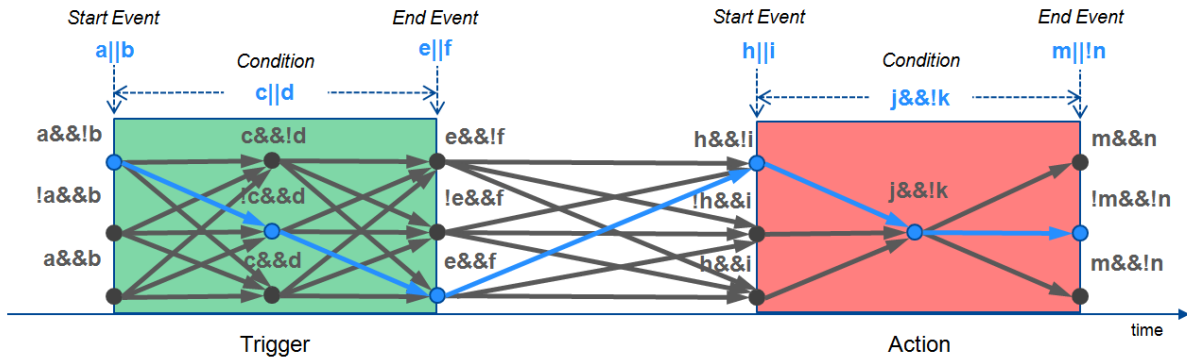 Start Event
a||b
End Event
e||f
Start Event
h||i
End Event
m||!n
Condition
c||d
Condition
j&&!k
a&&!b
c&&!d
e&&!f
h&&!i
m&&n
!a&&b
!c&&d
!e&&f
!h&&i
j&&!k
!m&&!n
a&&b
c&&d
e&&f
h&&i
m&&!n
time
Trigger
Action